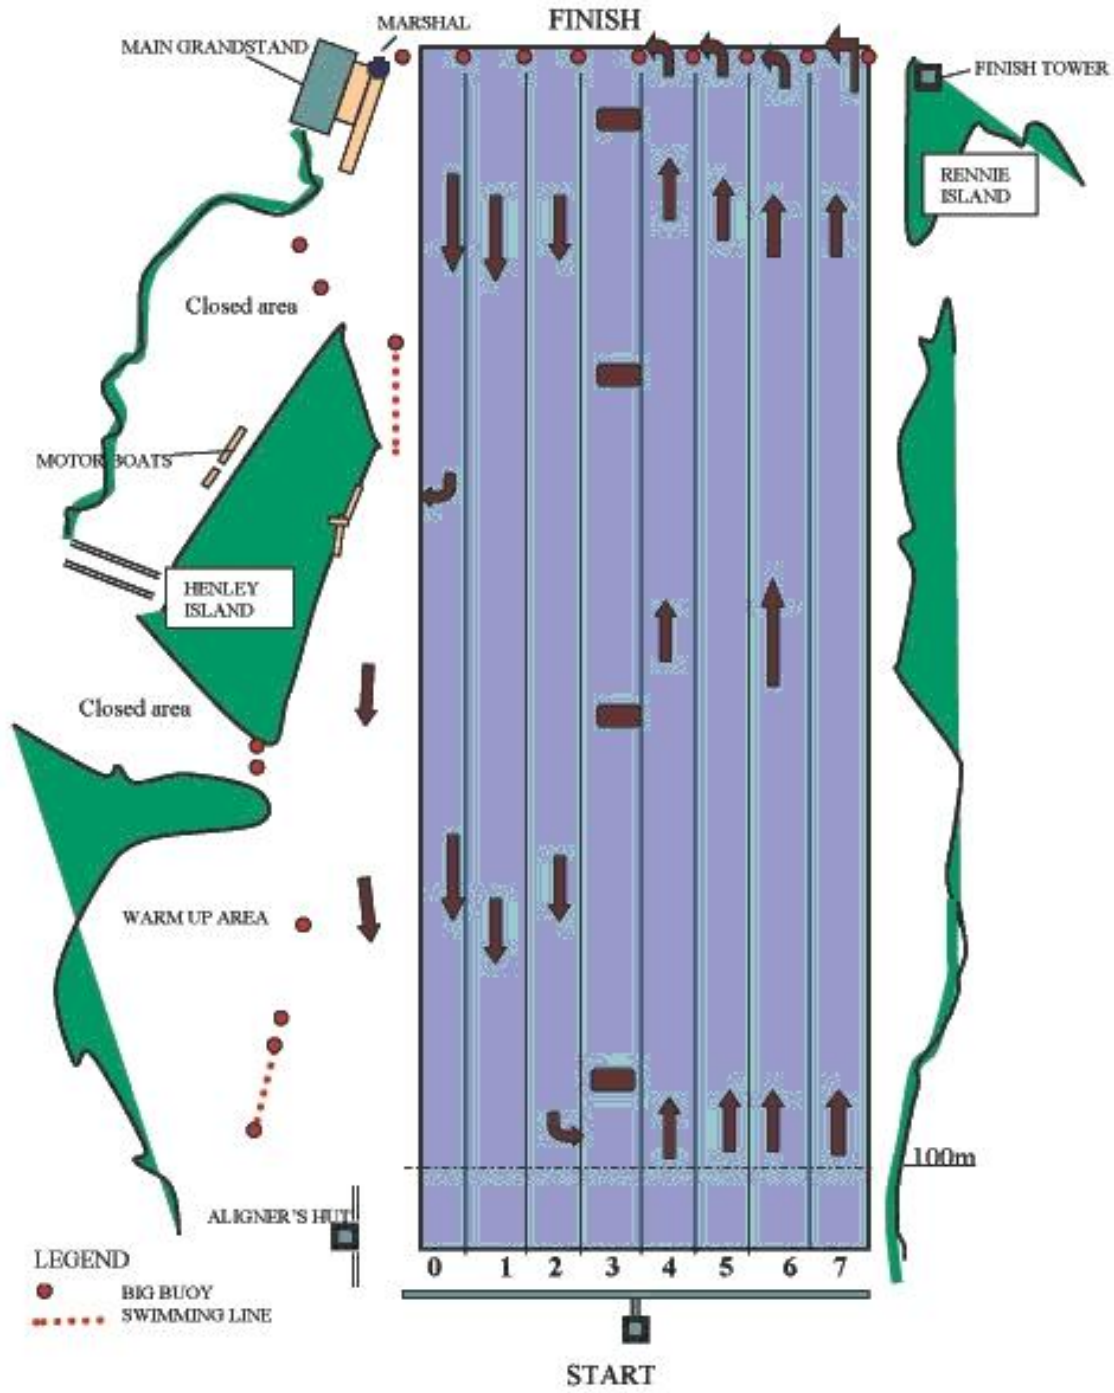 FINISH
MARSHAL
MAIN GRANDSTAND
FINISH TOWER
RENNIE
ISLAND
Closed area
MOTOR BOATS
HENLEY
ISLAND
Closed area
WARM UP AREA
100m
ALIGNER'S HUT
LEGEND
BIG BUOY
SWIMMING LINE
0 1 2 3 4 5 6 7
START